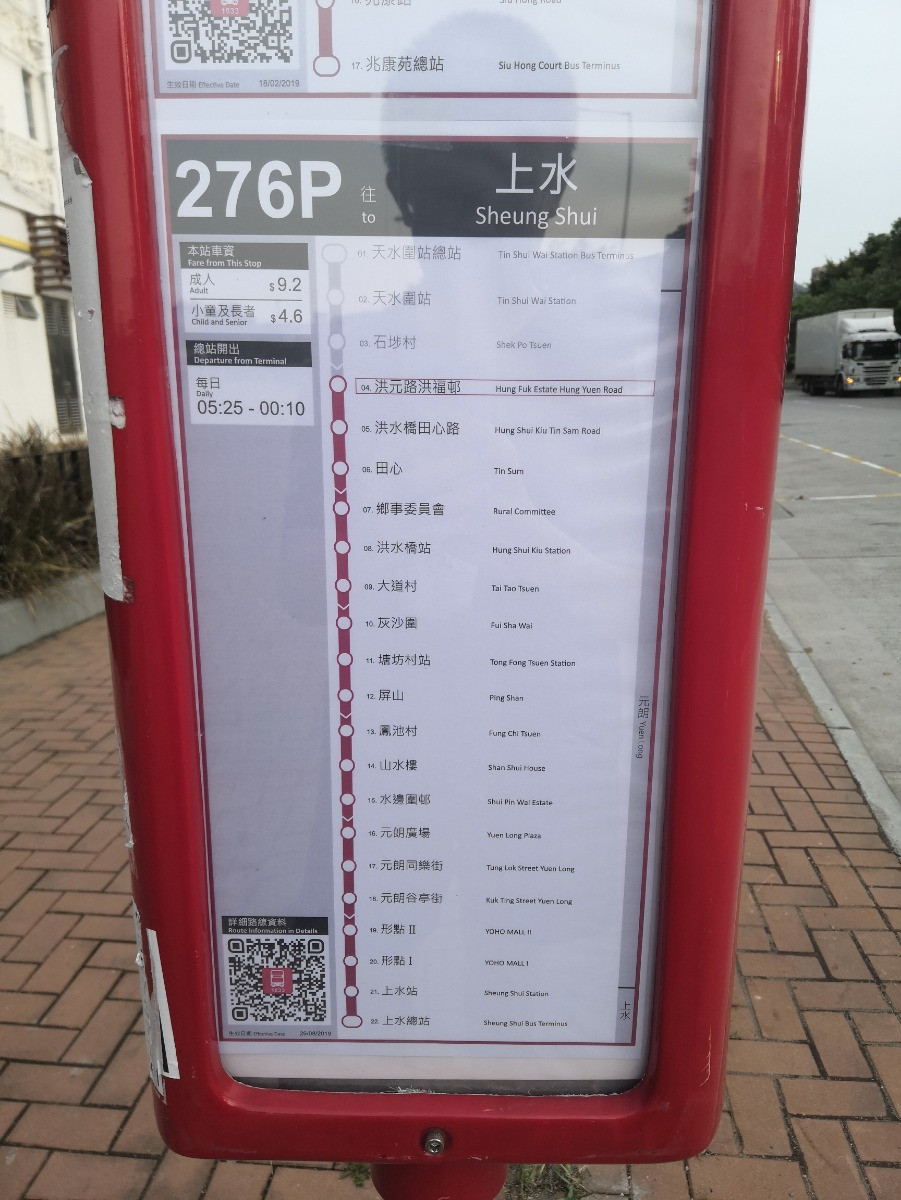 1833
生效日期 Effective Date 18/02/2019
17. 兆康苑總站 Siu Hong Court Bus Terminus
276P 往 to 上水 Sheung Shui
本站車資
Fare from This Stop
成人 Adult $9.2
小童及長者 Child and Senior $4.6
總站開出
Departure from Terminal
每日
Daily
05:25 - 00:10
01. 天水圍站總站 Tin Shui Wai Station Bus Terminus
02. 天水圍站 Tin Shui Wai Station
03. 石埗村 Shek Po Tsuen
04. 洪元路洪福邨 Hung Fuk Estate Hung Yuen Road
05. 洪水橋田心路 Hung Shui Kiu Tin Sam Road
06. 田心 Tin Sum
07. 鄉事委員會 Rural Committee
08. 洪水橋站 Hung Shui Kiu Station
09. 大道村 Tai Tao Tsuen
10. 灰沙圍 Fui Sha Wai
11. 塘坊村站 Tong Fong Tsuen Station
12. 屏山 Ping Shan
13. 鳳池村 Fung Chi Tsuen
14. 山水樓 Shan Shui House
15. 水邊圍邨 Shui Pin Wai Estate
16. 元朗廣場 Yuen Long Plaza
17. 元朗同樂街 Tung Lok Street Yuen Long
18. 元朗谷亭街 Kuk Ting Street Yuen Long
19. 形點 II YOHO MALL II
20. 形點 I YOHO MALL I
21. 上水站 Sheung Shui Station
22. 上水總站 Sheung Shui Bus Terminus
元朗 Yuen Long
上水
詳細路線資料
Route Information in Details
1833
生效日期 Effective Date 26/08/2019